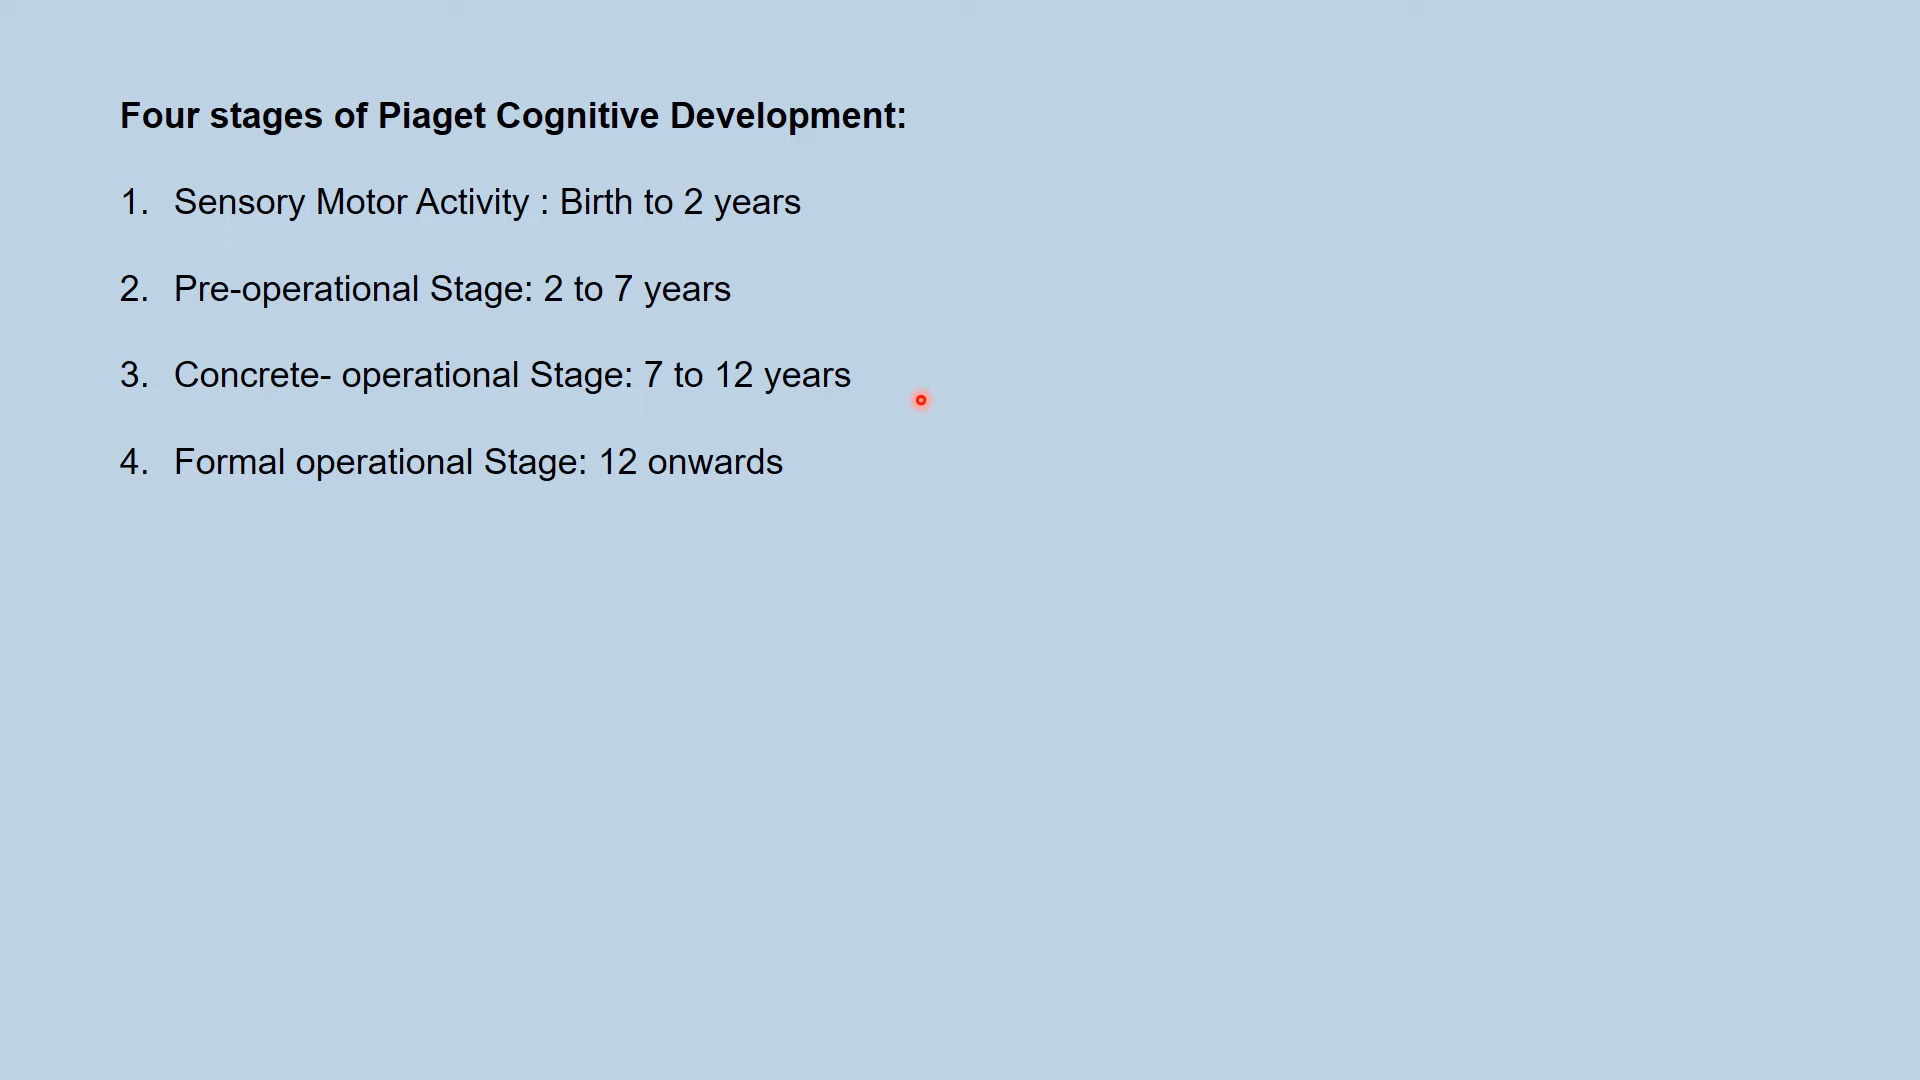 Four stages of Piaget Cognitive Development:
1. Sensory Motor Activity : Birth to 2 years
2. Pre-operational Stage: 2 to 7 years
3. Concrete- operational Stage: 7 to 12 years
4. Formal operational Stage: 12 onwards